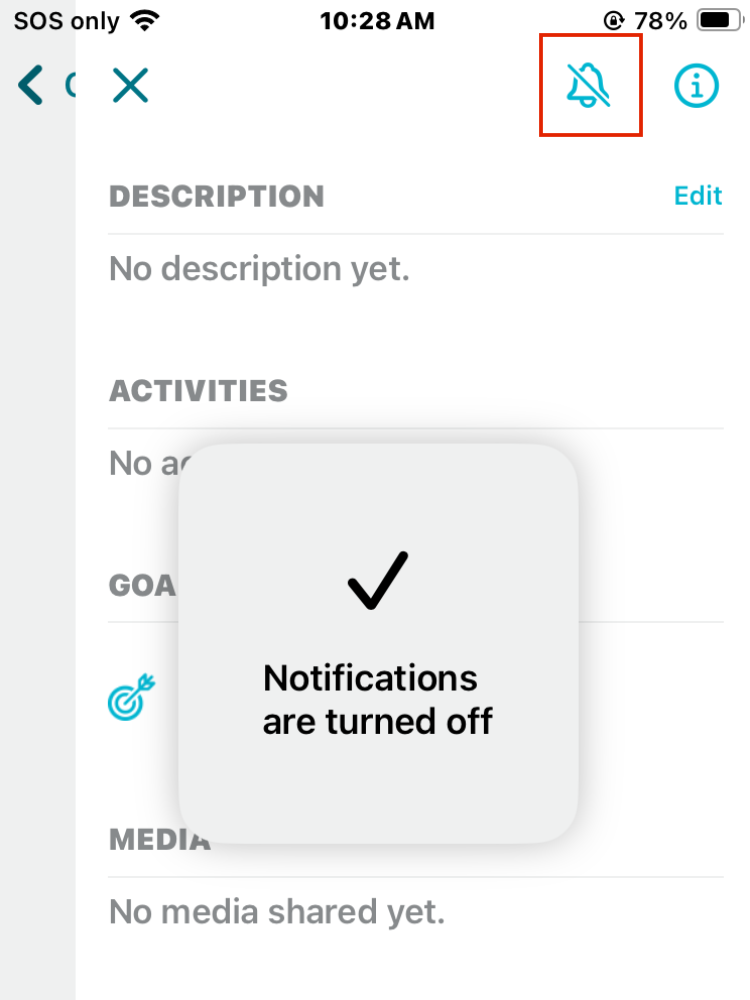 SOS only 10:28 AM 78%
DESCRIPTION Edit
No description yet.
ACTIVITIES
No
GOA
Notifications
are turned off
MEDIA
No media shared yet.